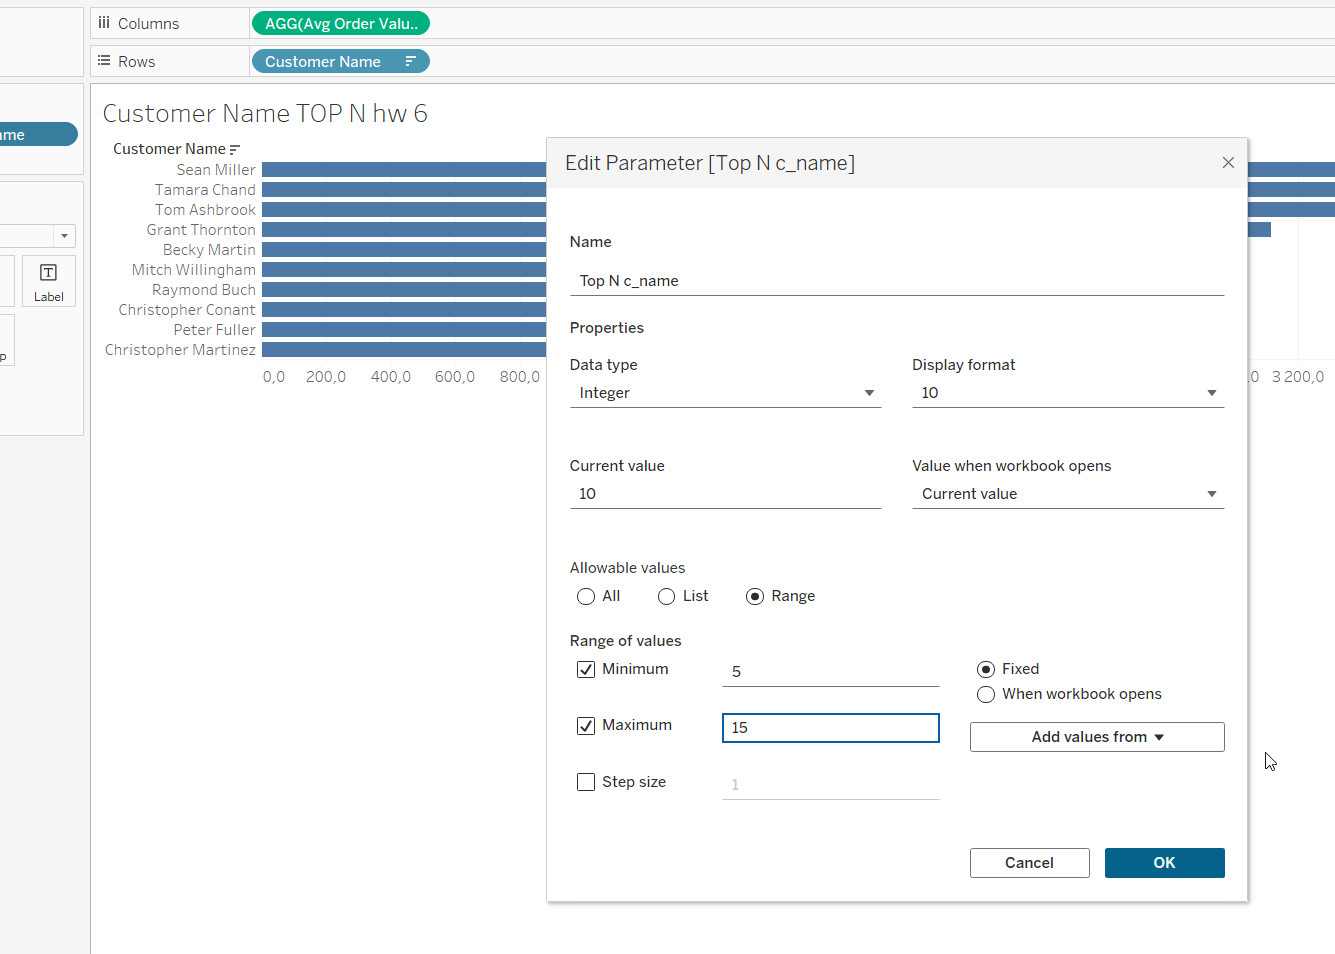 Columns
AGG(Avg Order Valu..
Rows
Customer Name
Customer Name TOP N hw 6
Customer Name
Sean Miller
Tamara Chand
Tom Ashbrook
Grant Thornton
Becky Martin
Mitch Willingham
Raymond Buch
Christopher Conant
Peter Fuller
Christopher Martinez
0,0 200,0 400,0 600,0 800,0
3 200,0
Label
Edit Parameter [Top N c_name]
Name
Top N c_name
Properties
Data type
Display format
Integer
10
Current value
Value when workbook opens
10
Current value
Allowable values
All
List
Range
Range of values
Minimum
5
Fixed
When workbook opens
Maximum
15
Add values from
Step size
1
Cancel
OK